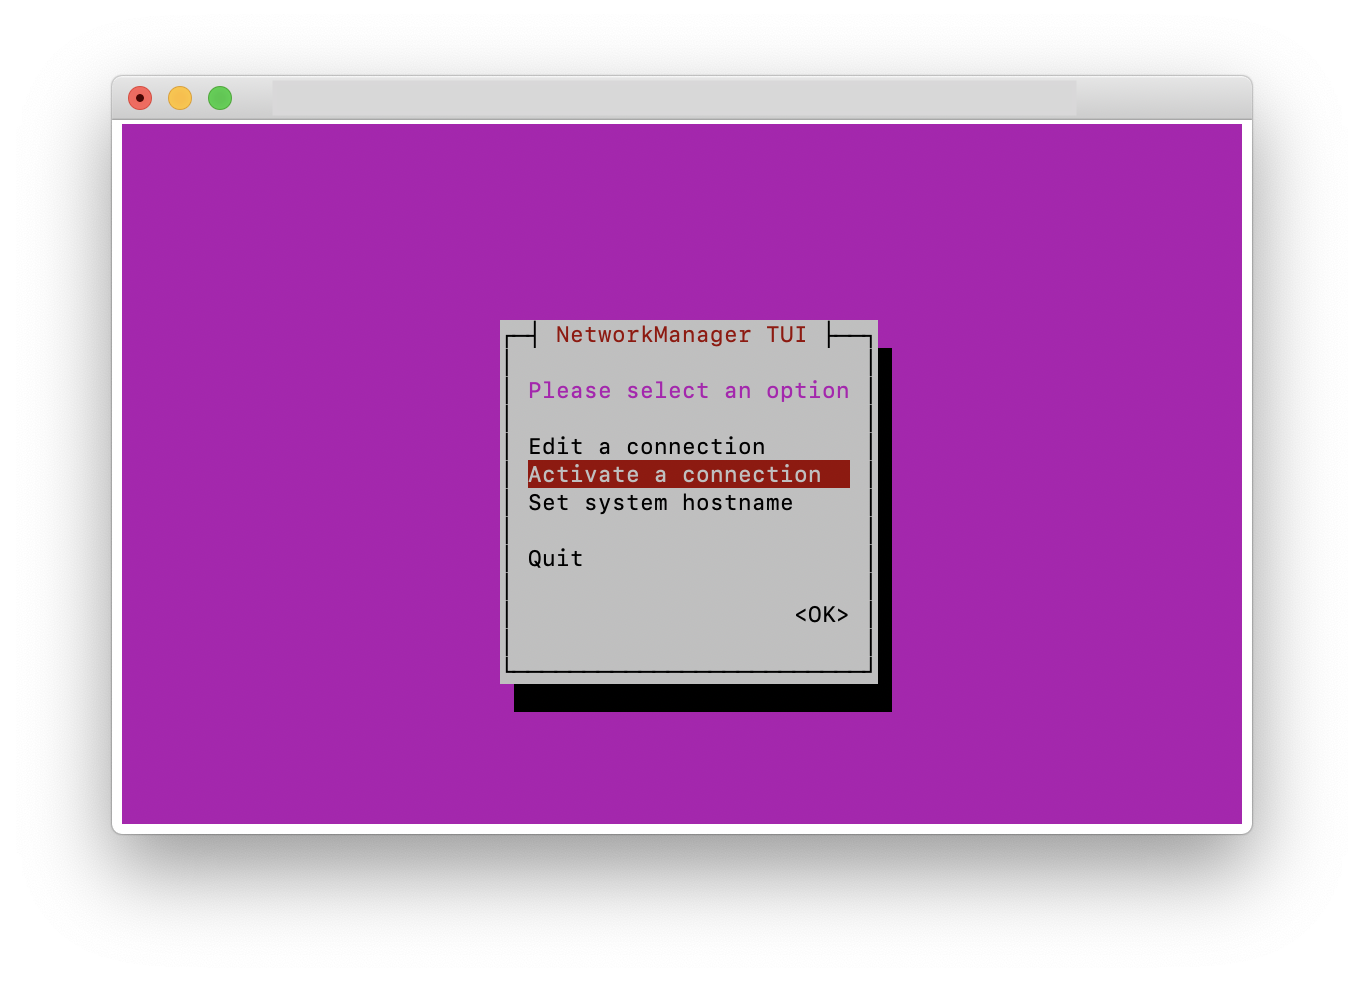 NetworkManager TUI
Please select an option
Edit a connection
Activate a connection
Set system hostname
Quit
<OK>